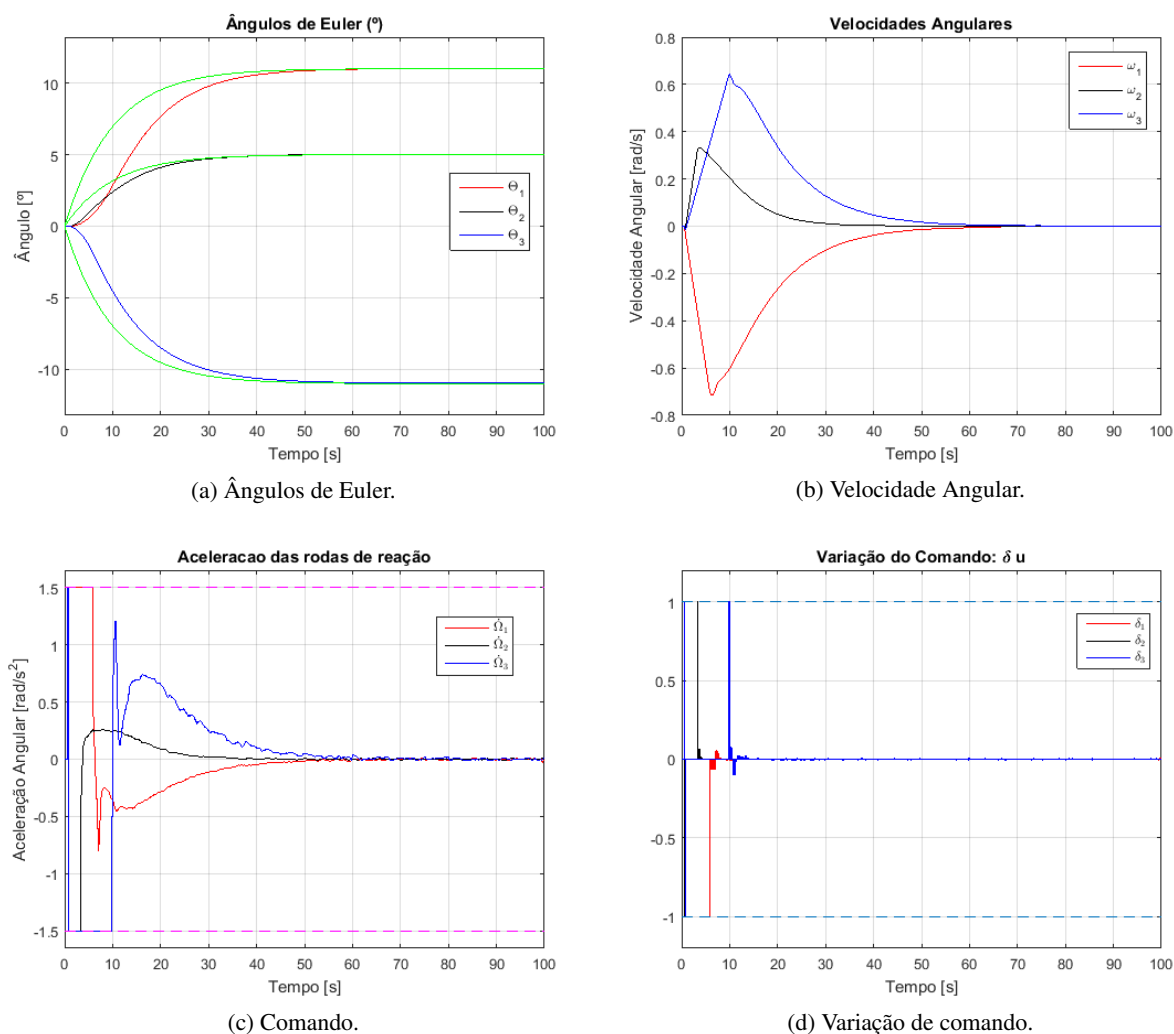 Ângulos de Euler (º)
10
5
0
-5
-10
Ângulo [º]
Θ1
Θ2
Θ3
0 10 20 30 40 50 60 70 80 90 100
Tempo [s]
(a) Ângulos de Euler.
Velocidades Angulares
0.8
0.6
0.4
0.2
0
-0.2
-0.4
-0.6
-0.8
Velocidade Angular [rad/s]
ω1
ω2
ω3
0 10 20 30 40 50 60 70 80 90 100
Tempo [s]
(b) Velocidade Angular.
Aceleracao das rodas de reação
1.5
1
0.5
0
-0.5
-1
-1.5
Aceleração Angular [rad/s²]
Ω̇1
Ω̇2
Ω̇3
0 10 20 30 40 50 60 70 80 90 100
Tempo [s]
(c) Comando.
Variação do Comando: δ u
1
0.5
0
-0.5
-1
δ1
δ2
δ3
0 10 20 30 40 50 60 70 80 90 100
Tempo [s]
(d) Variação de comando.